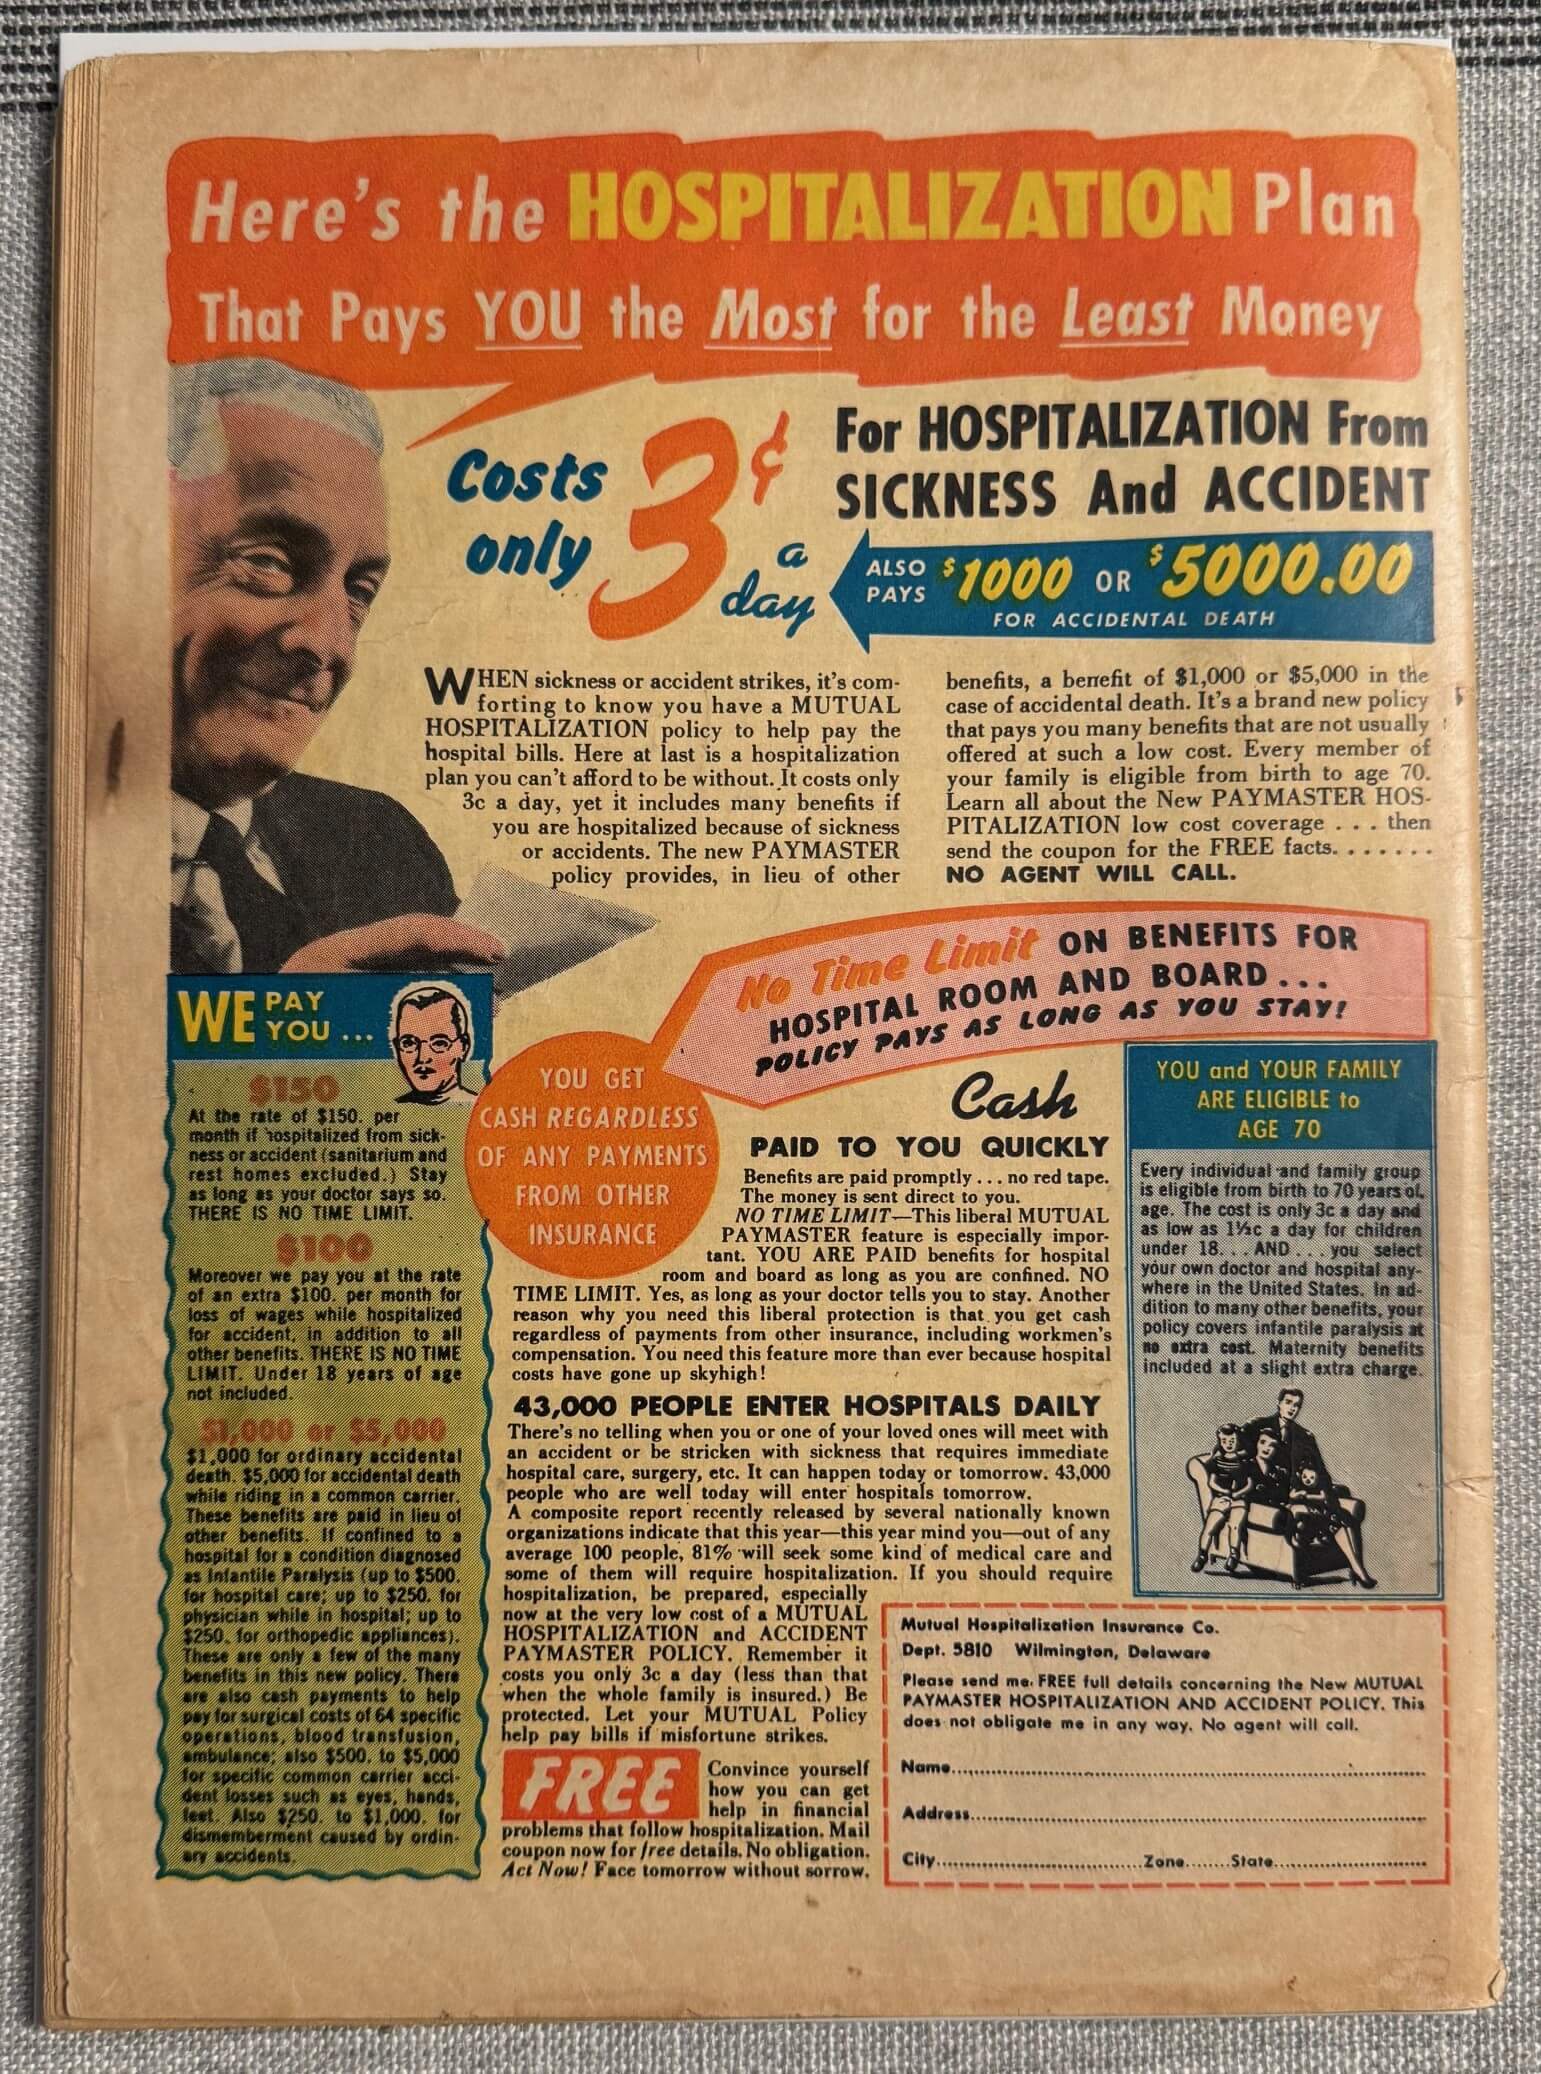 Here's the HOSPITALIZATION Plan
That Pays YOU the Most for the Least Money
Costs
only
3¢
a
day
For HOSPITALIZATION From
SICKNESS And ACCIDENT
ALSO
PAYS
$1000 OR $5000.00
FOR ACCIDENTAL DEATH
WHEN sickness or accident strikes, it's com-
forting to know you have a MUTUAL
HOSPITALIZATION policy to help pay the
hospital bills. Here at last is a hospitalization
plan you can't afford to be without. It costs only
3c a day, yet it includes many benefits if
you are hospitalized because of sickness
or accidents. The new PAYMASTER
policy provides, in lieu of other
benefits, a benefit of $1,000 or $5,000 in the
case of accidental death. It's a brand new policy
that pays you many benefits that are not usually
offered at such a low cost. Every member of
your family is eligible from birth to age 70.
Learn all about the New PAYMASTER HOS-
PITALIZATION low cost coverage . . . then
send the coupon for the FREE facts. . . . . . .
NO AGENT WILL CALL.
No Time Limit ON BENEFITS FOR
HOSPITAL ROOM AND BOARD...
POLICY PAYS AS LONG AS YOU STAY!
WE PAY
YOU ...
$150
At the rate of $150. per
month if hospitalized from sick-
ness or accident (sanitarium and
rest homes excluded.) Stay
as long as your doctor says so.
THERE IS NO TIME LIMIT.
$100
Moreover we pay you at the rate
of an extra $100. per month for
loss of wages while hospitalized
for accident, in addition to all
other benefits. THERE IS NO TIME
LIMIT. Under 18 years of age
not included.
$1,000 or $5,000
$1,000 for ordinary accidental
death. $5,000 for accidental death
while riding in a common carrier.
These benefits are paid in lieu of
other benefits. If confined to a
hospital for a condition diagnosed
as Infantile Paralysis (up to $500.
for hospital care; up to $250. for
physician while in hospital; up to
$250. for orthopedic appliances).
These are only a few of the many
benefits in this new policy. There
are also cash payments to help
pay for surgical costs of 64 specific
operations, blood transfusion,
ambulance; also $500. to $5,000
for specific common carrier acci-
dent losses such as eyes, hands,
feet. Also $250. to $1,000. for
dismemberment caused by ordin-
ary accidents.
YOU GET
CASH REGARDLESS
OF ANY PAYMENTS
FROM OTHER
INSURANCE
Cash
PAID TO YOU QUICKLY
Benefits are paid promptly . . . no red tape.
The money is sent direct to you.
NO TIME LIMIT—This liberal MUTUAL
PAYMASTER feature is especially impor-
tant. YOU ARE PAID benefits for hospital
room and board as long as you are confined. NO
TIME LIMIT. Yes, as long as your doctor tells you to stay. Another
reason why you need this liberal protection is that you get cash
regardless of payments from other insurance, including workmen's
compensation. You need this feature more than ever because hospital
costs have gone up skyhigh!
43,000 PEOPLE ENTER HOSPITALS DAILY
There's no telling when you or one of your loved ones will meet with
an accident or be stricken with sickness that requires immediate
hospital care, surgery, etc. It can happen today or tomorrow. 43,000
people who are well today will enter hospitals tomorrow.
A composite report recently released by several nationally known
organizations indicate that this year—this year mind you—out of any
average 100 people, 81% will seek some kind of medical care and
some of them will require hospitalization. If you should require
hospitalization, be prepared, especially
now at the very low cost of a MUTUAL
HOSPITALIZATION and ACCIDENT
PAYMASTER POLICY. Remember it
costs you only 3c a day (less than that
when the whole family is insured.) Be
protected. Let your MUTUAL Policy
help pay bills if misfortune strikes.
FREE
Convince yourself
how you can get
help in financial
problems that follow hospitalization. Mail
coupon now for free details. No obligation.
Act Now! Face tomorrow without sorrow.
YOU and YOUR FAMILY
ARE ELIGIBLE to
AGE 70
Every individual and family group
is eligible from birth to 70 years of
age. The cost is only 3c a day and
as low as 1½c a day for children
under 18...AND...you select
your own doctor and hospital any-
where in the United States. In ad-
dition to many other benefits, your
policy covers infantile paralysis at
no extra cost. Maternity benefits
included at a slight extra charge.
Mutual Hospitalization Insurance Co.
Dept. 5810 Wilmington, Delaware
Please send me FREE full details concerning the New MUTUAL
PAYMASTER HOSPITALIZATION AND ACCIDENT POLICY. This
does not obligate me in any way. No agent will call.
Name
Address
City Zone State